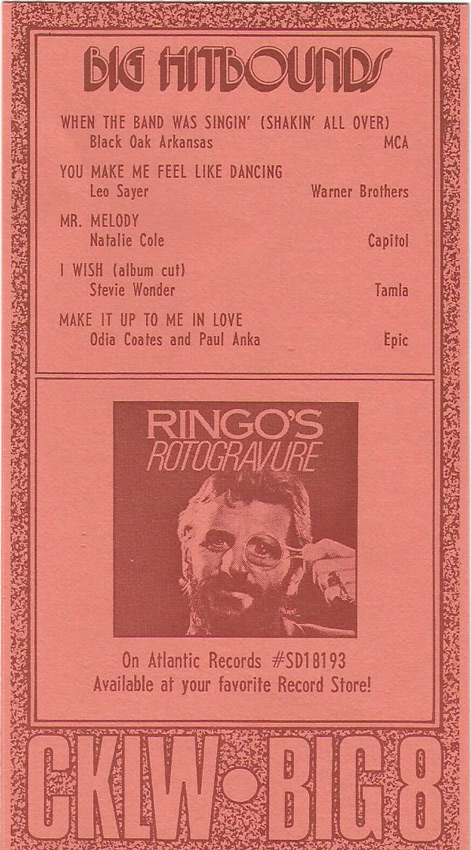 BIG HITBOUNDS
WHEN THE BAND WAS SINGIN' (SHAKIN' ALL OVER)
Black Oak Arkansas MCA
YOU MAKE ME FEEL LIKE DANCING
Leo Sayer Warner Brothers
MR. MELODY
Natalie Cole Capitol
I WISH (album cut)
Stevie Wonder Tamla
MAKE IT UP TO ME IN LOVE
Odia Coates and Paul Anka Epic
RINGO'S
ROTOGRAVURE
On Atlantic Records #SD18193
Available at your favorite Record Store!
CKLW • BIG 8